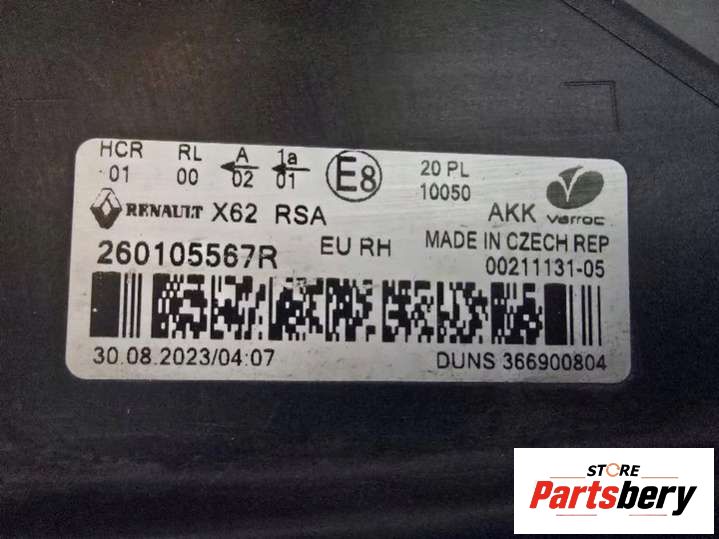 HCR RL A 1a
01 00 02 01
E8
20 PL
10050
RENAULT X62 RSA
AKK
varroc
260105567R EU RH
MADE IN CZECH REP
00211131-05
30.08.2023/04:07
DUNS 366900804
STORE
Partsbery